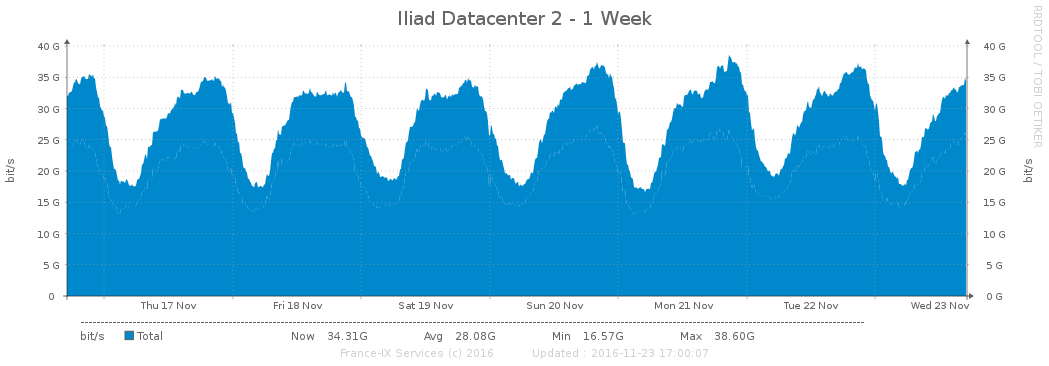 Iliad Datacenter 2 - 1 Week
RRDTOOL / TOBI OETIKER
40 G 40 G
35 G 35 G
30 G 30 G
25 G 25 G
20 G 20 G
15 G 15 G
10 G 10 G
5 G 5 G
0 0 G
bit/s
bit/s
Thu 17 Nov Fri 18 Nov Sat 19 Nov Sun 20 Nov Mon 21 Nov Tue 22 Nov Wed 23 Nov
bit/s Total Now 34.31G Avg 28.08G Min 16.57G Max 38.60G
France-IX Services (c) 2016 Updated : 2016-11-23 17:00:07